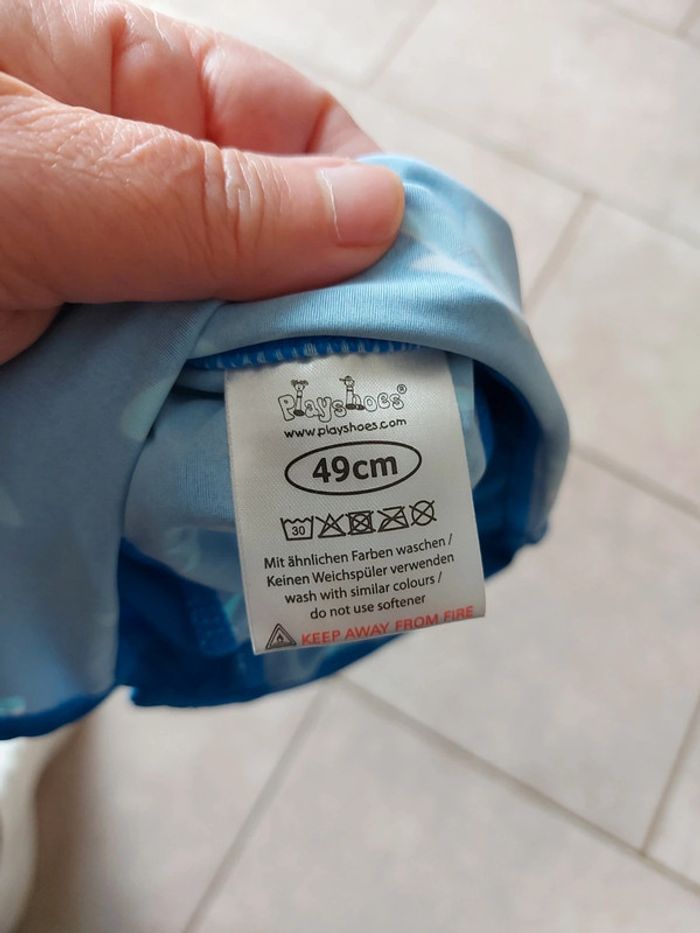 Playshoes®
www.playshoes.com
49cm
30
Mit ähnlichen Farben waschen /
Keinen Weichspüler verwenden
wash with similar colours /
do not use softener
KEEP AWAY FROM FIRE